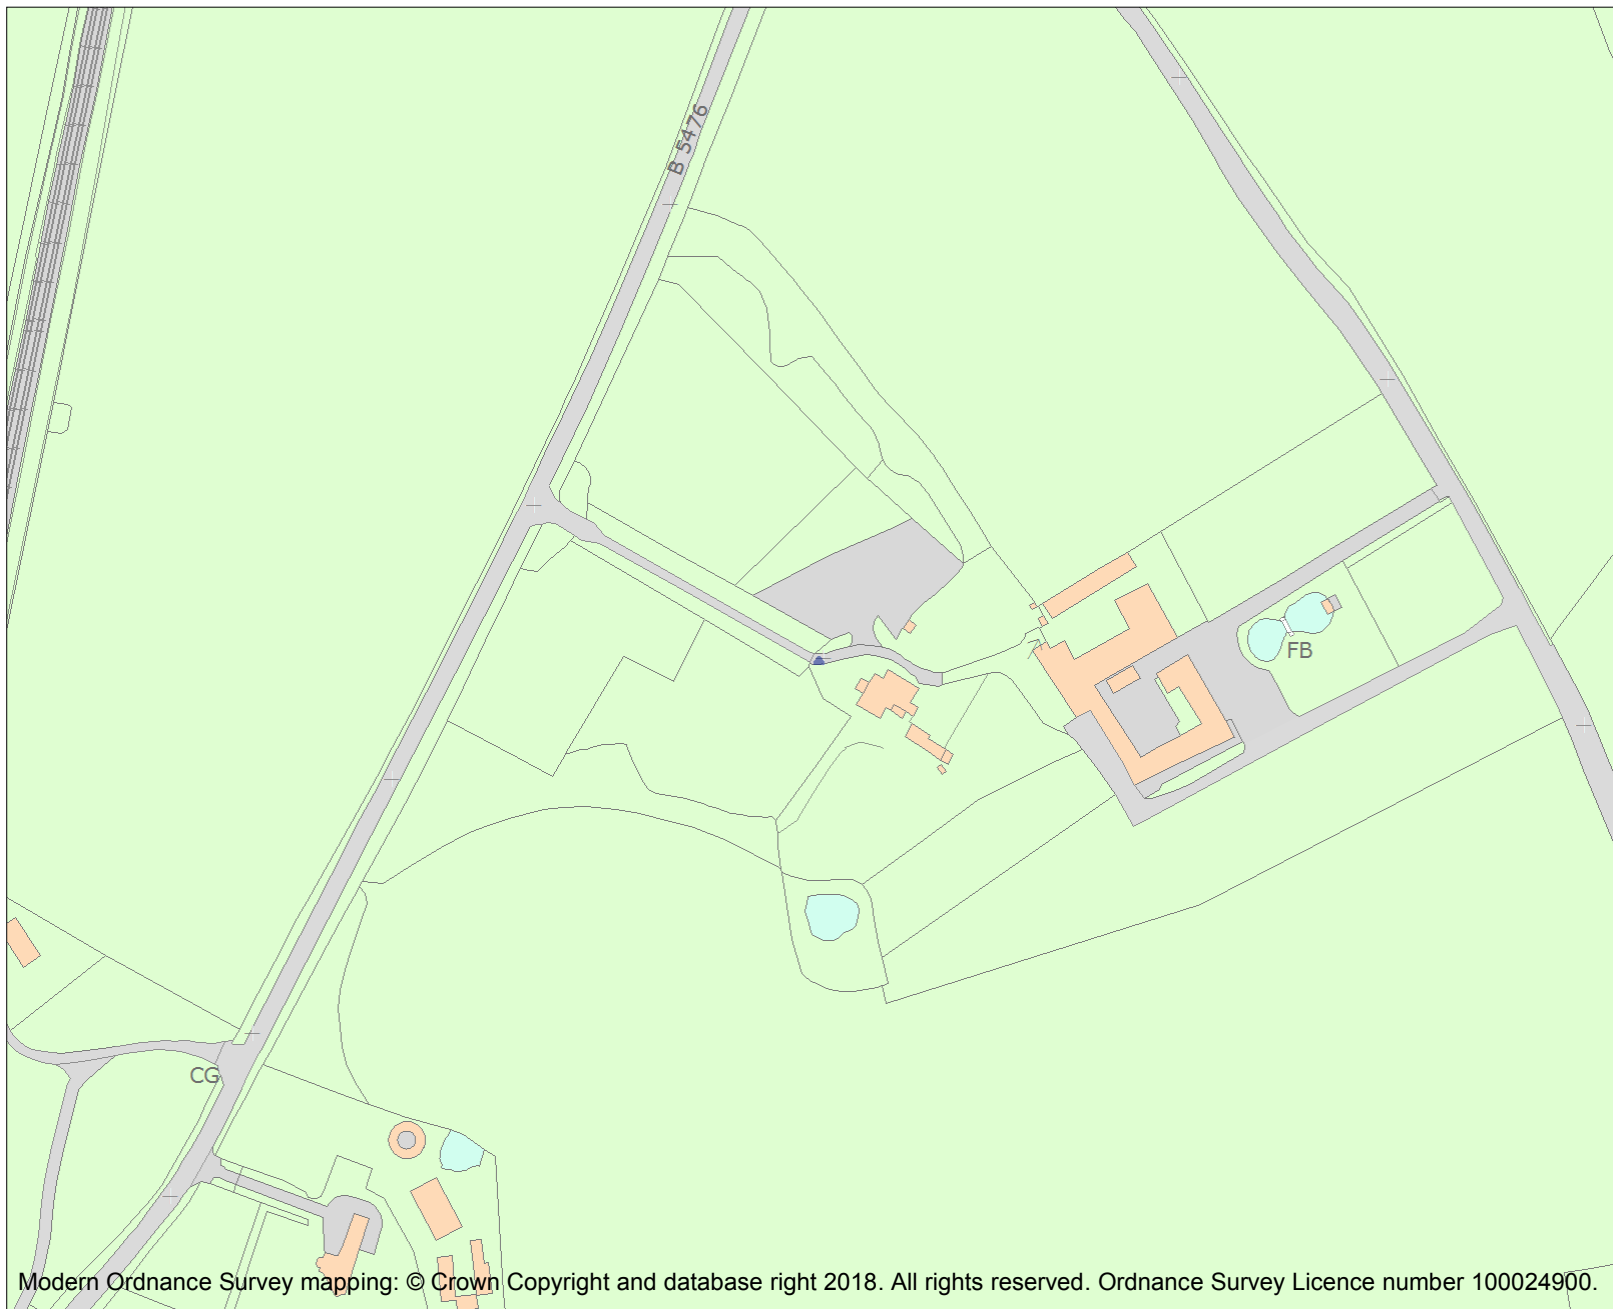 B 5476
FB
CG
Modern Ordnance Survey mapping: © Crown Copyright and database right 2018. All rights reserved. Ordnance Survey Licence number 100024900.